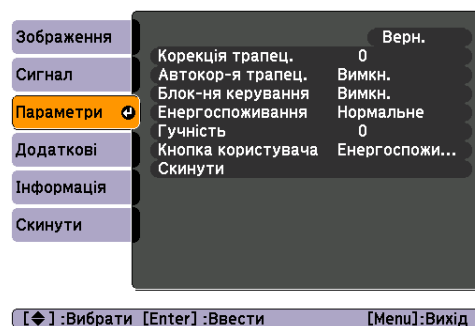 Зображення
Сигнал
Параметри
Додаткові
Інформація
Скинути
Верн.
Корекція трапец. 0
Автокор-я трапец. Вимкн.
Блок-ня керування Вимкн.
Енергоспоживання Нормальне
Гучність 0
Кнопка користувача Енергоспожи...
Скинути
[◆] :Вибрати [Enter] :Ввести [Menu]:Вихід